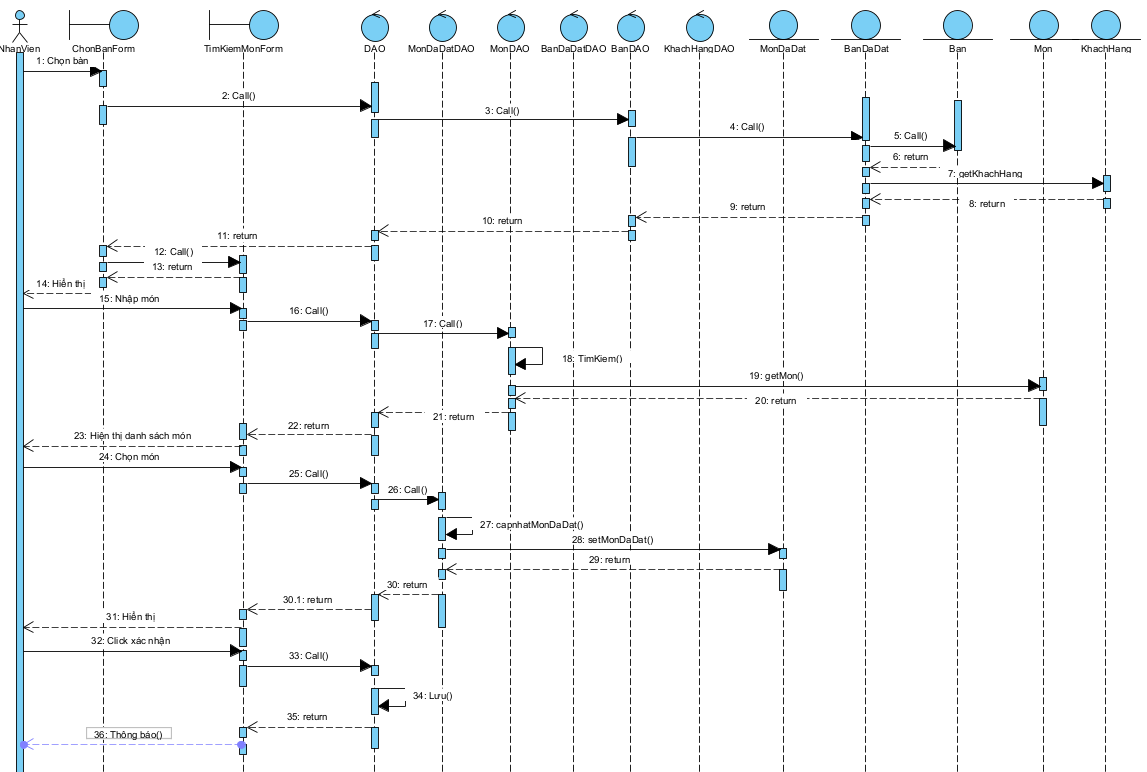 NhanVien
ChonBanForm
TimKiemMonForm
DAO
MonDaDatDAO
MonDAO
BanDaDatDAO
BanDAO
KhachHangDAO
MonDaDat
BanDaDat
Ban
Mon
KhachHang
1: Chọn bàn
2: Call()
3: Call()
4: Call()
5: Call()
6: return
7: getKhachHang
8: return
9: return
10: return
11: return
12: Call()
13: return
14: Hiển thị
15: Nhập món
16: Call()
17: Call()
18: TimKiem()
19: getMon()
20: return
21: return
22: return
23: Hiện thị danh sách món
24: Chọn món
25: Call()
26: Call()
27: capnhatMonDaDat()
28: setMonDaDat()
29: return
30: return
30.1: return
31: Hiển thị
32: Click xác nhận
33: Call()
34: Lưu()
35: return
36: Thông báo()